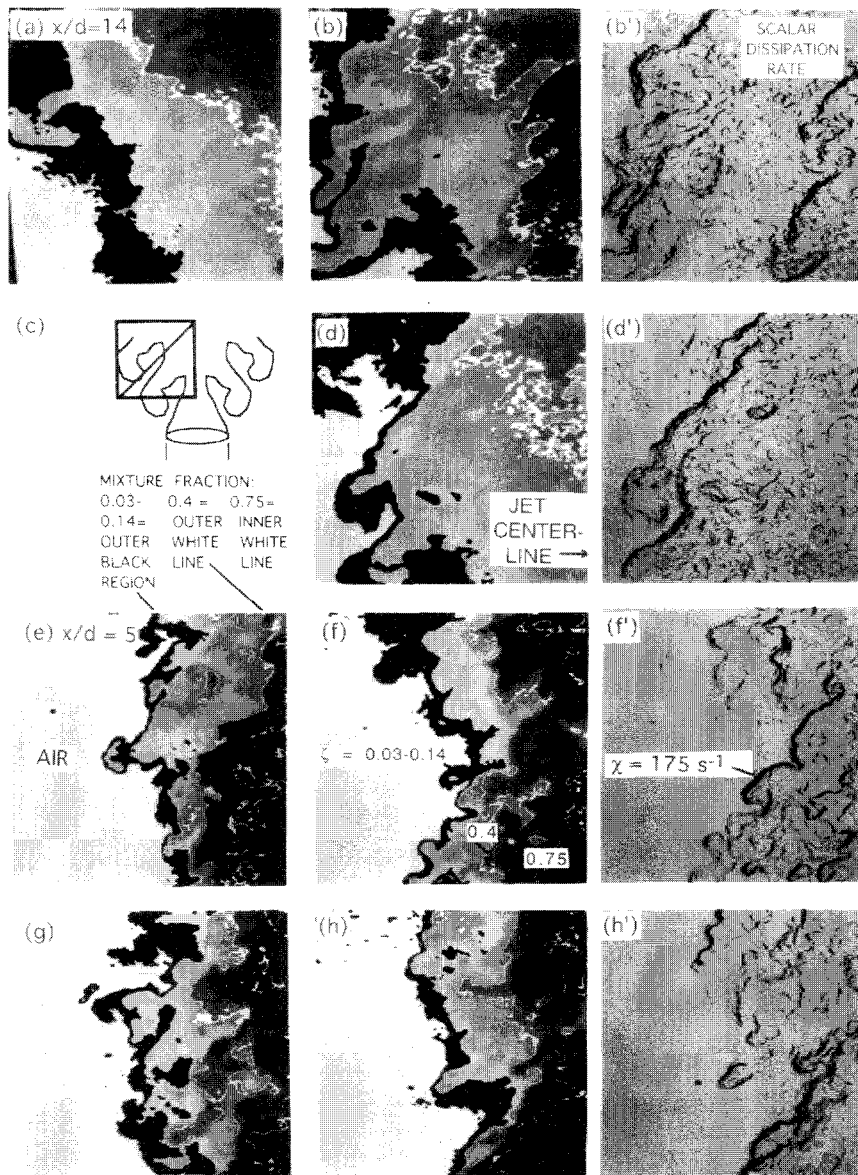 (a) x/d=14
(b)
(b')
SCALAR
DISSIPATION
RATE
(c)
(d)
(d')
JET
CENTER-
LINE →
MIXTURE FRACTION:
0.03- 0.4 = 0.75=
0.14= OUTER INNER
OUTER WHITE WHITE
BLACK LINE LINE
REGION
(e) x/d = 5
AIR
(f)
ζ = 0.03-0.14
0.4
0.75
(f')
χ = 175 s-1
(g)
(h)
(h')